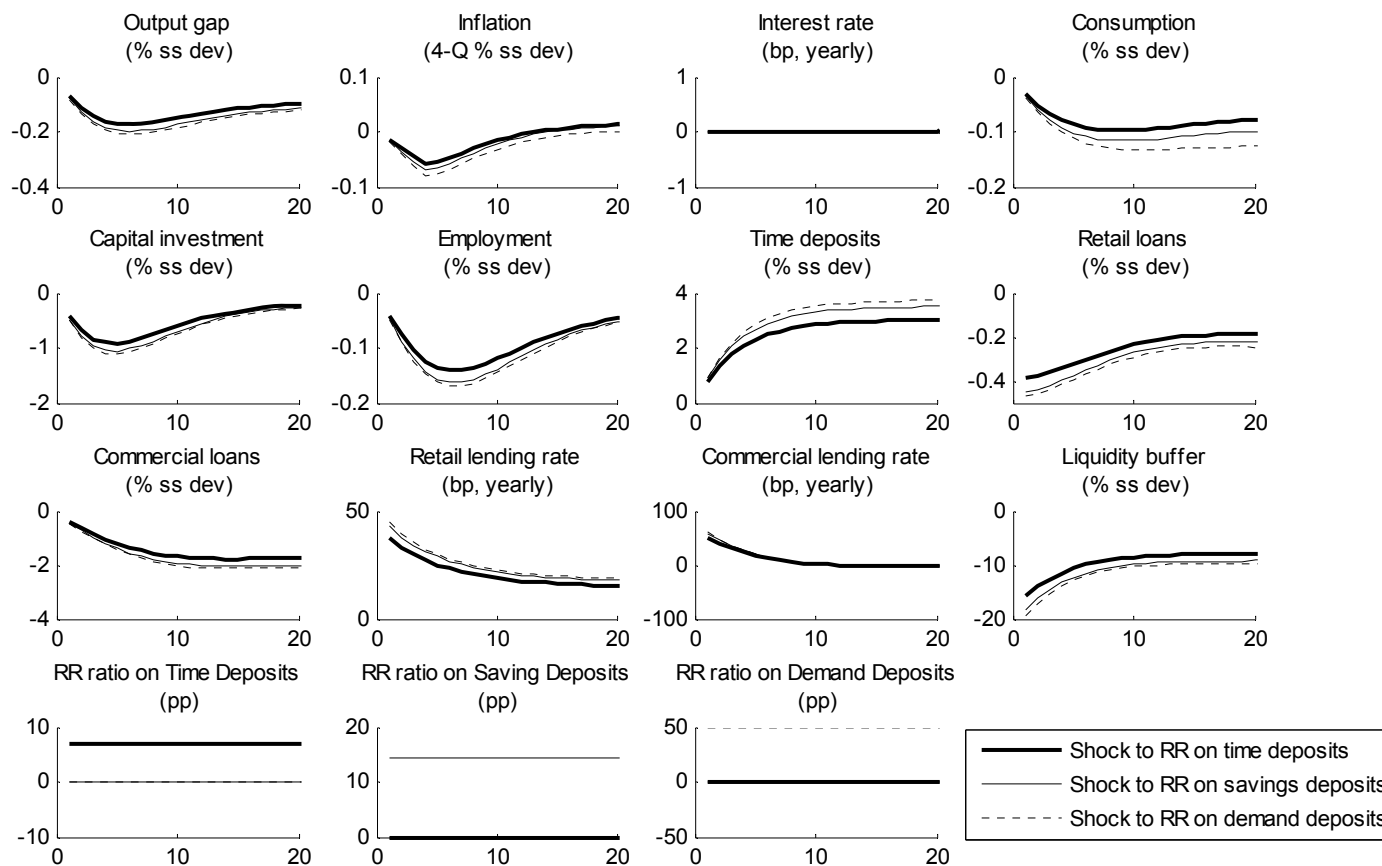 Output gap
(% ss dev)
0
-0.2
-0.4
0
10
20
Inflation
(4-Q % ss dev)
0.1
0
-0.1
0
10
20
Interest rate
(bp, yearly)
1
0
-1
0
10
20
Consumption
(% ss dev)
0
-0.1
-0.2
0
10
20
Capital investment
(% ss dev)
0
-1
-2
0
10
20
Employment
(% ss dev)
0
-0.1
-0.2
0
10
20
Time deposits
(% ss dev)
4
2
0
0
10
20
Retail loans
(% ss dev)
0
-0.2
-0.4
0
10
20
Commercial loans
(% ss dev)
0
-2
-4
0
10
20
Retail lending rate
(bp, yearly)
50
0
0
10
20
Commercial lending rate
(bp, yearly)
100
0
-100
0
10
20
Liquidity buffer
(% ss dev)
0
-10
-20
0
10
20
RR ratio on Time Deposits
(pp)
10
0
-10
0
10
20
RR ratio on Saving Deposits
(pp)
20
10
0
0
10
20
RR ratio on Demand Deposits
(pp)
50
0
-50
0
10
20
Shock to RR on time deposits
Shock to RR on savings deposits
Shock to RR on demand deposits